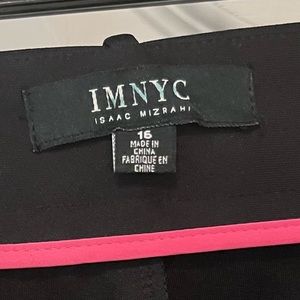 IMNYC
ISAAC MIZRAHI
16
MADE IN
CHINA
FABRIQUE EN
CHINE